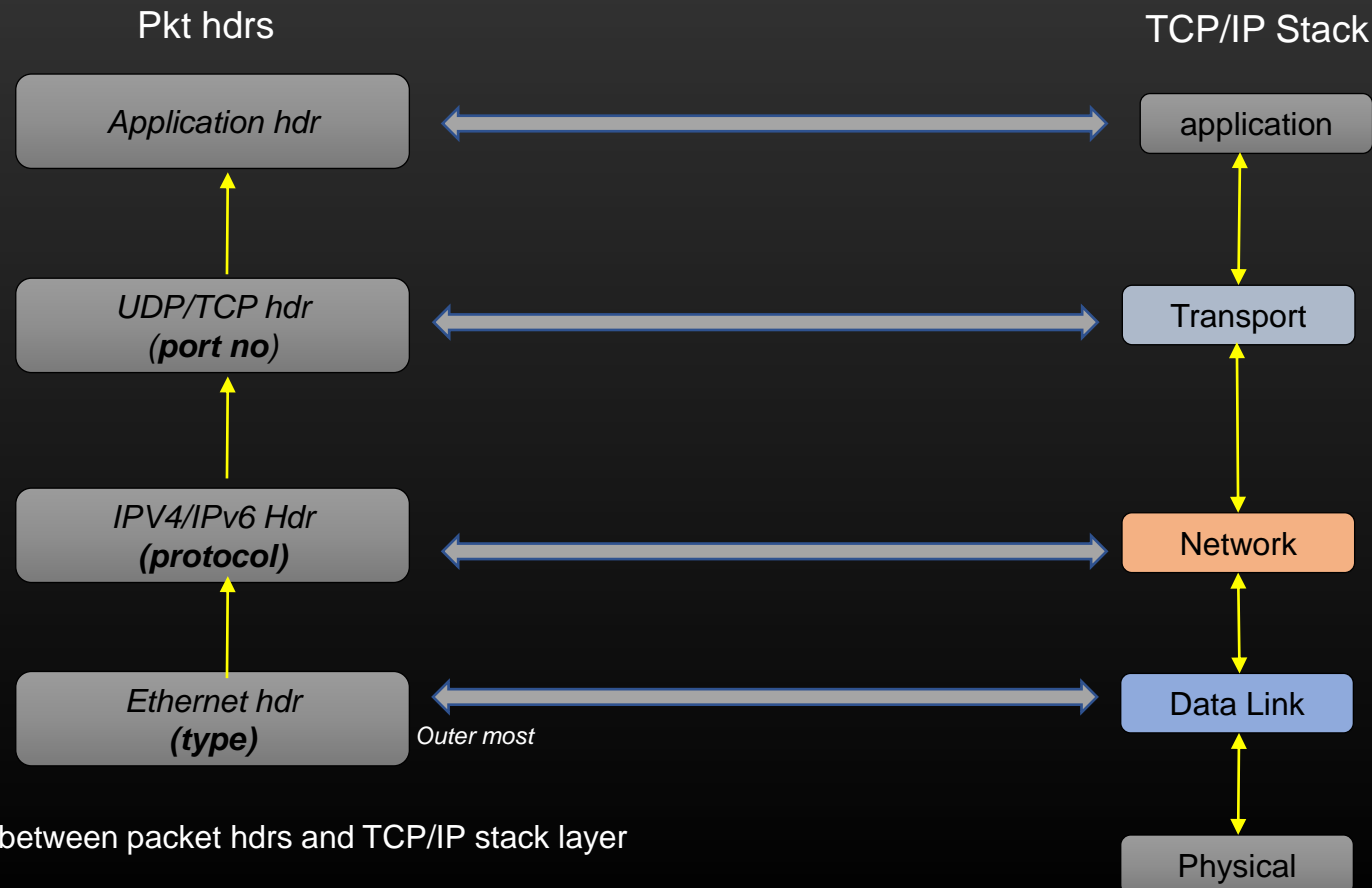 Pkt hdrs
TCP/IP Stack
Application hdr
application
UDP/TCP hdr
(port no)
Transport
IPV4/IPv6 Hdr
(protocol)
Network
Ethernet hdr
(type)
Outer most
Data Link
between packet hdrs and TCP/IP stack layer
Physical